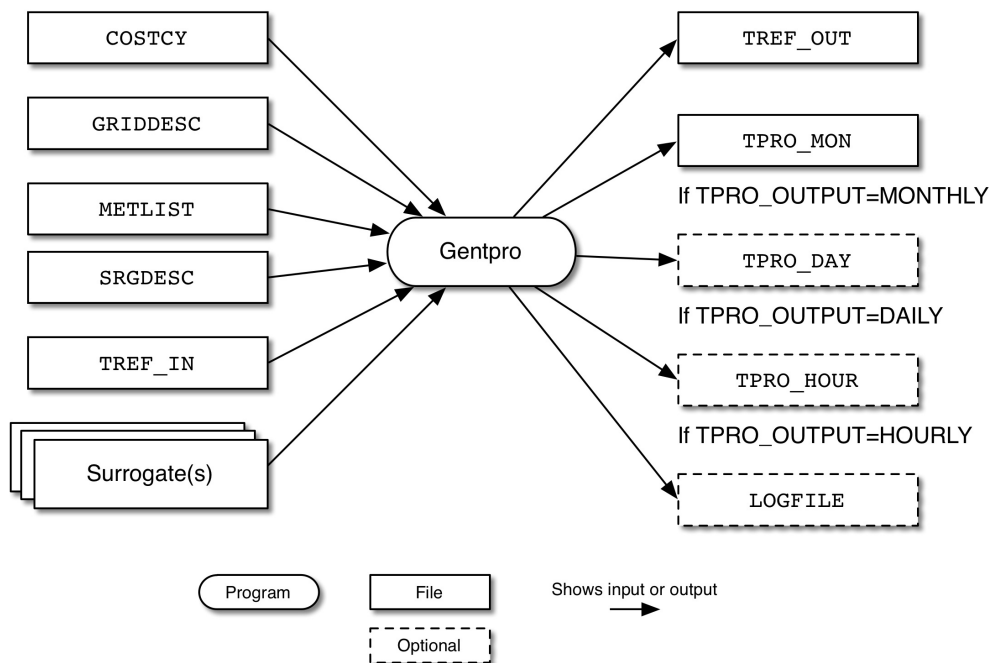 COSTCY
GRIDDESC
METLIST
SRGDESC
TREF_IN
Surrogate(s)
Gentpro
TREF_OUT
TPRO_MON
If TPRO_OUTPUT=MONTHLY
TPRO_DAY
If TPRO_OUTPUT=DAILY
TPRO_HOUR
If TPRO_OUTPUT=HOURLY
LOGFILE
Program
File
Shows input or output
Optional